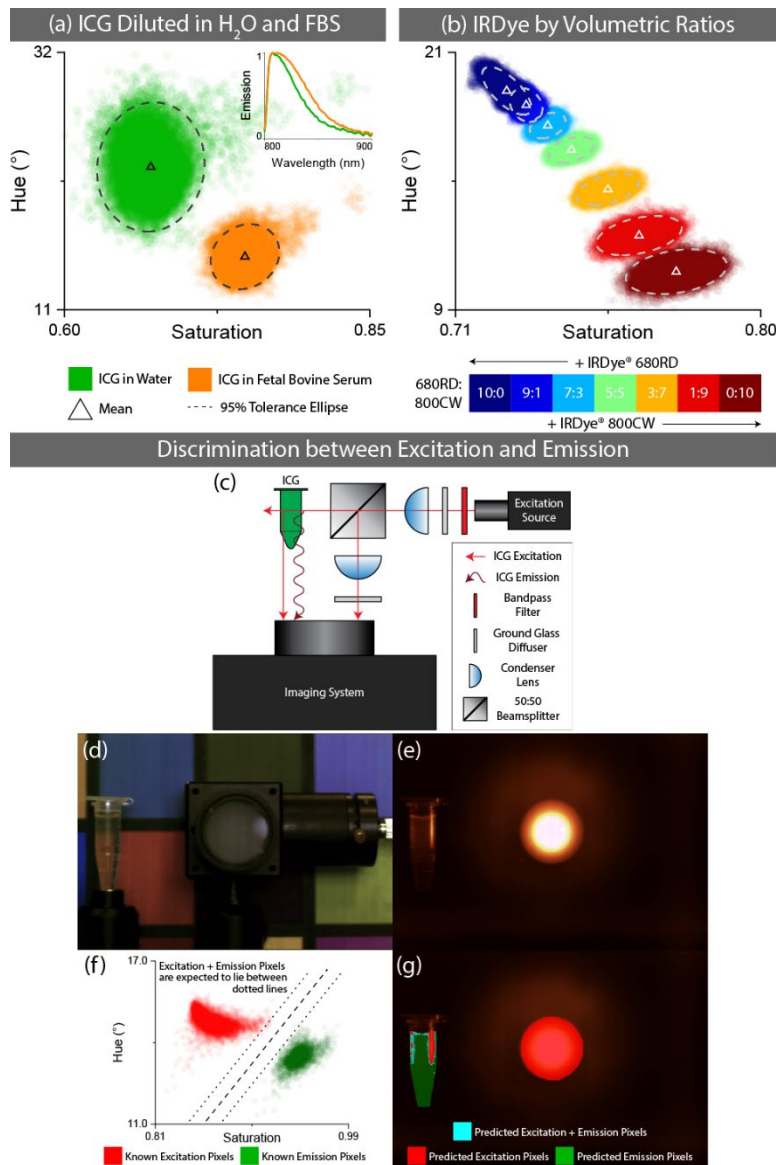 (a) ICG Diluted in H₂O and FBS
(b) IRDye by Volumetric Ratios
32
Hue (°)
11
0.60
Saturation
0.85
Emission
1
0
800
900
Wavelength (nm)
21
Hue (°)
9
0.71
Saturation
0.80
ICG in Water
ICG in Fetal Bovine Serum
Mean
95% Tolerance Ellipse
+ IRDye® 680RD
680RD:
800CW
10:0
9:1
7:3
5:5
3:7
1:9
0:10
+ IRDye® 800CW
Discrimination between Excitation and Emission
(c)
ICG
Excitation
Source
Imaging System
ICG Excitation
ICG Emission
Bandpass
Filter
Ground Glass
Diffuser
Condenser
Lens
50:50
Beamsplitter
(d)
(e)
(f)
17.0
Excitation + Emission Pixels
are expected to lie between
dotted lines
Hue (°)
11.0
0.81
Saturation
0.99
Known Excitation Pixels
Known Emission Pixels
(g)
Predicted Excitation + Emission Pixels
Predicted Excitation Pixels
Predicted Emission Pixels